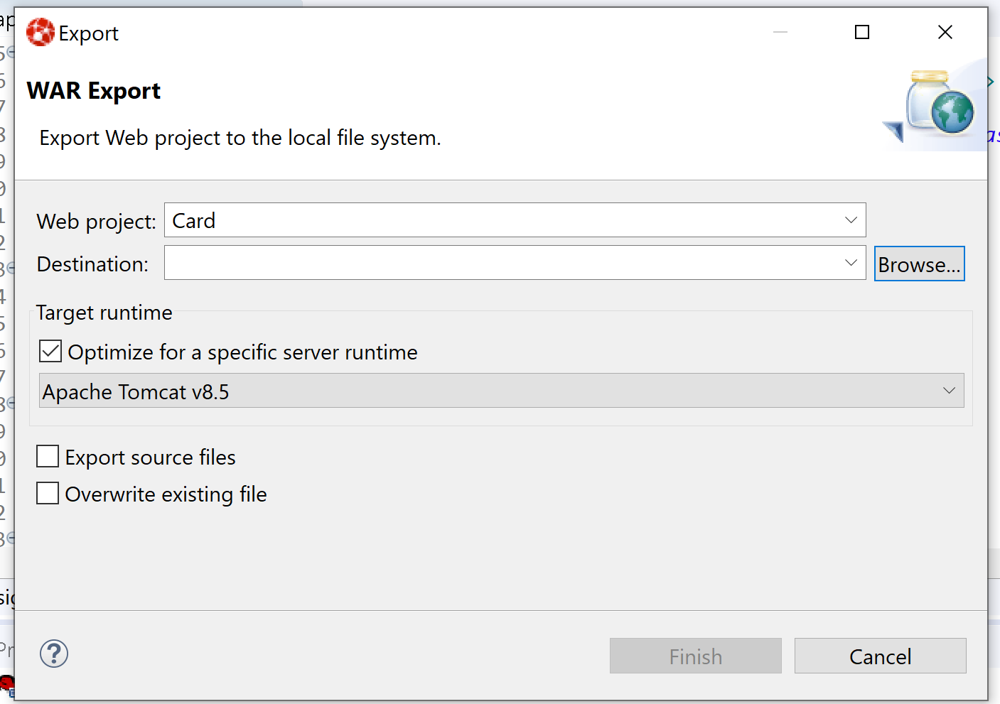 Export
WAR Export
Export Web project to the local file system.
Web project: Card
Destination: Browse...
Target runtime
Optimize for a specific server runtime
Apache Tomcat v8.5
Export source files
Overwrite existing file
? Finish Cancel